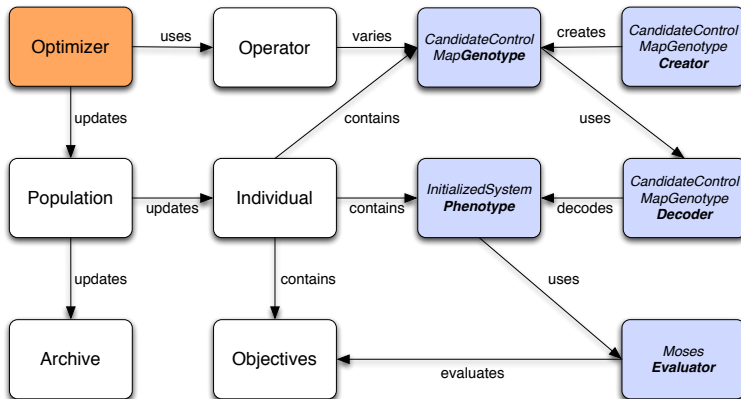 Optimizer
uses
Operator
varies
CandidateControl
MapGenotype
creates
CandidateControl
MapGenotype
Creator
updates
contains
uses
Population
updates
Individual
contains
InitializedSystem
Phenotype
decodes
CandidateControl
MapGenotype
Decoder
updates
contains
uses
Archive
Objectives
evaluates
Moses
Evaluator